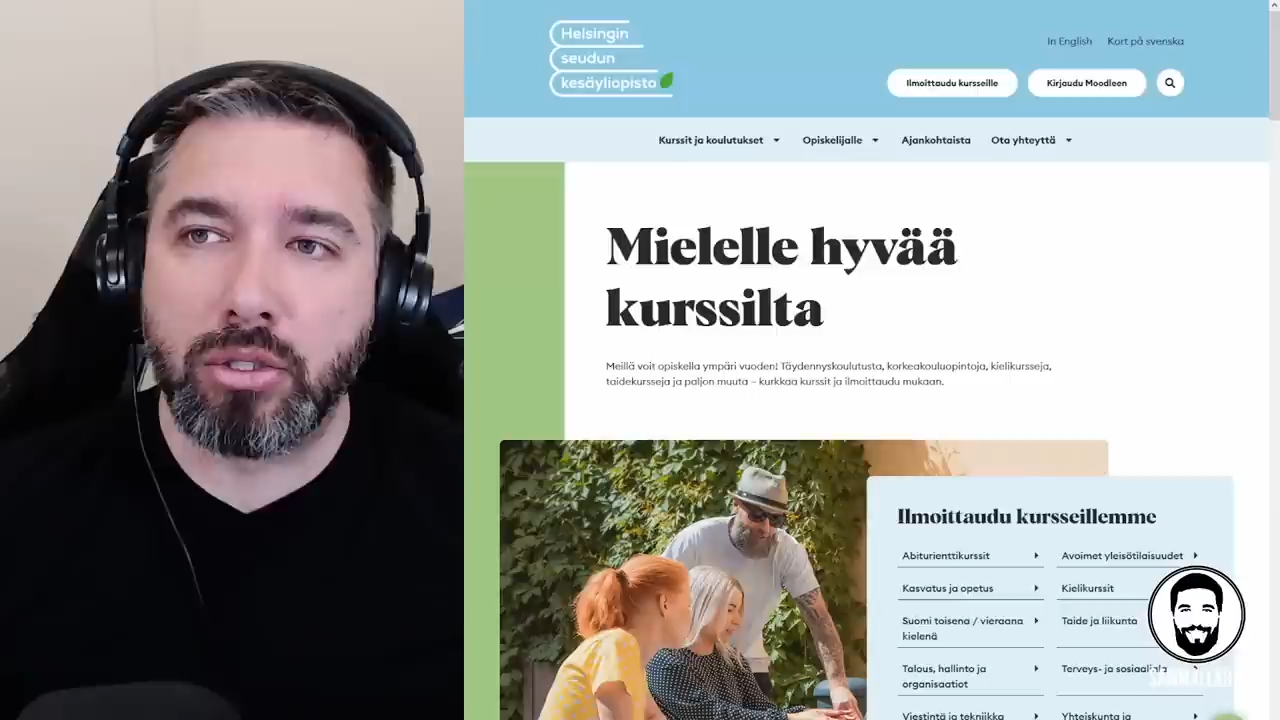 Helsingin
seudun
kesäyliopisto
In English
Kort på svenska
Ilmoittaudu kursseille
Kirjaudu Moodleen
Kurssit ja koulutukset
Opiskelijalle
Ajankohtaista
Ota yhteyttä
Mielelle hyvää
kurssilta
Meillä voit opiskella ympäri vuoden! Täydennyskoulutusta, korkeakouluopintoja, kielikursseja,
taidekursseja ja paljon muuta – kurkkaa kurssit ja ilmoittaudu mukaan.
Ilmoittaudu kursseillemme
Abiturienttikurssit
Avoimet yleisötilaisuudet
Kasvatus ja opetus
Kielikurssit
Suomi toisena / vieraana
kielenä
Taide ja liikunta
Talous, hallinto ja
organisaatiot
Terveys- ja sosiaaliala
Viestintä ja tekniikka
Yhteiskunta ja